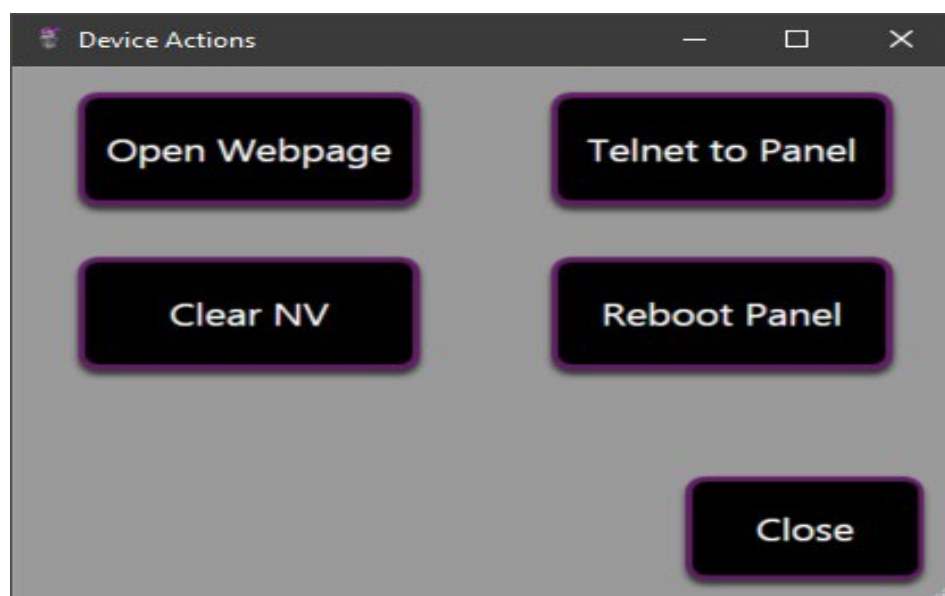 Device Actions
Open Webpage
Telnet to Panel
Clear NV
Reboot Panel
Close